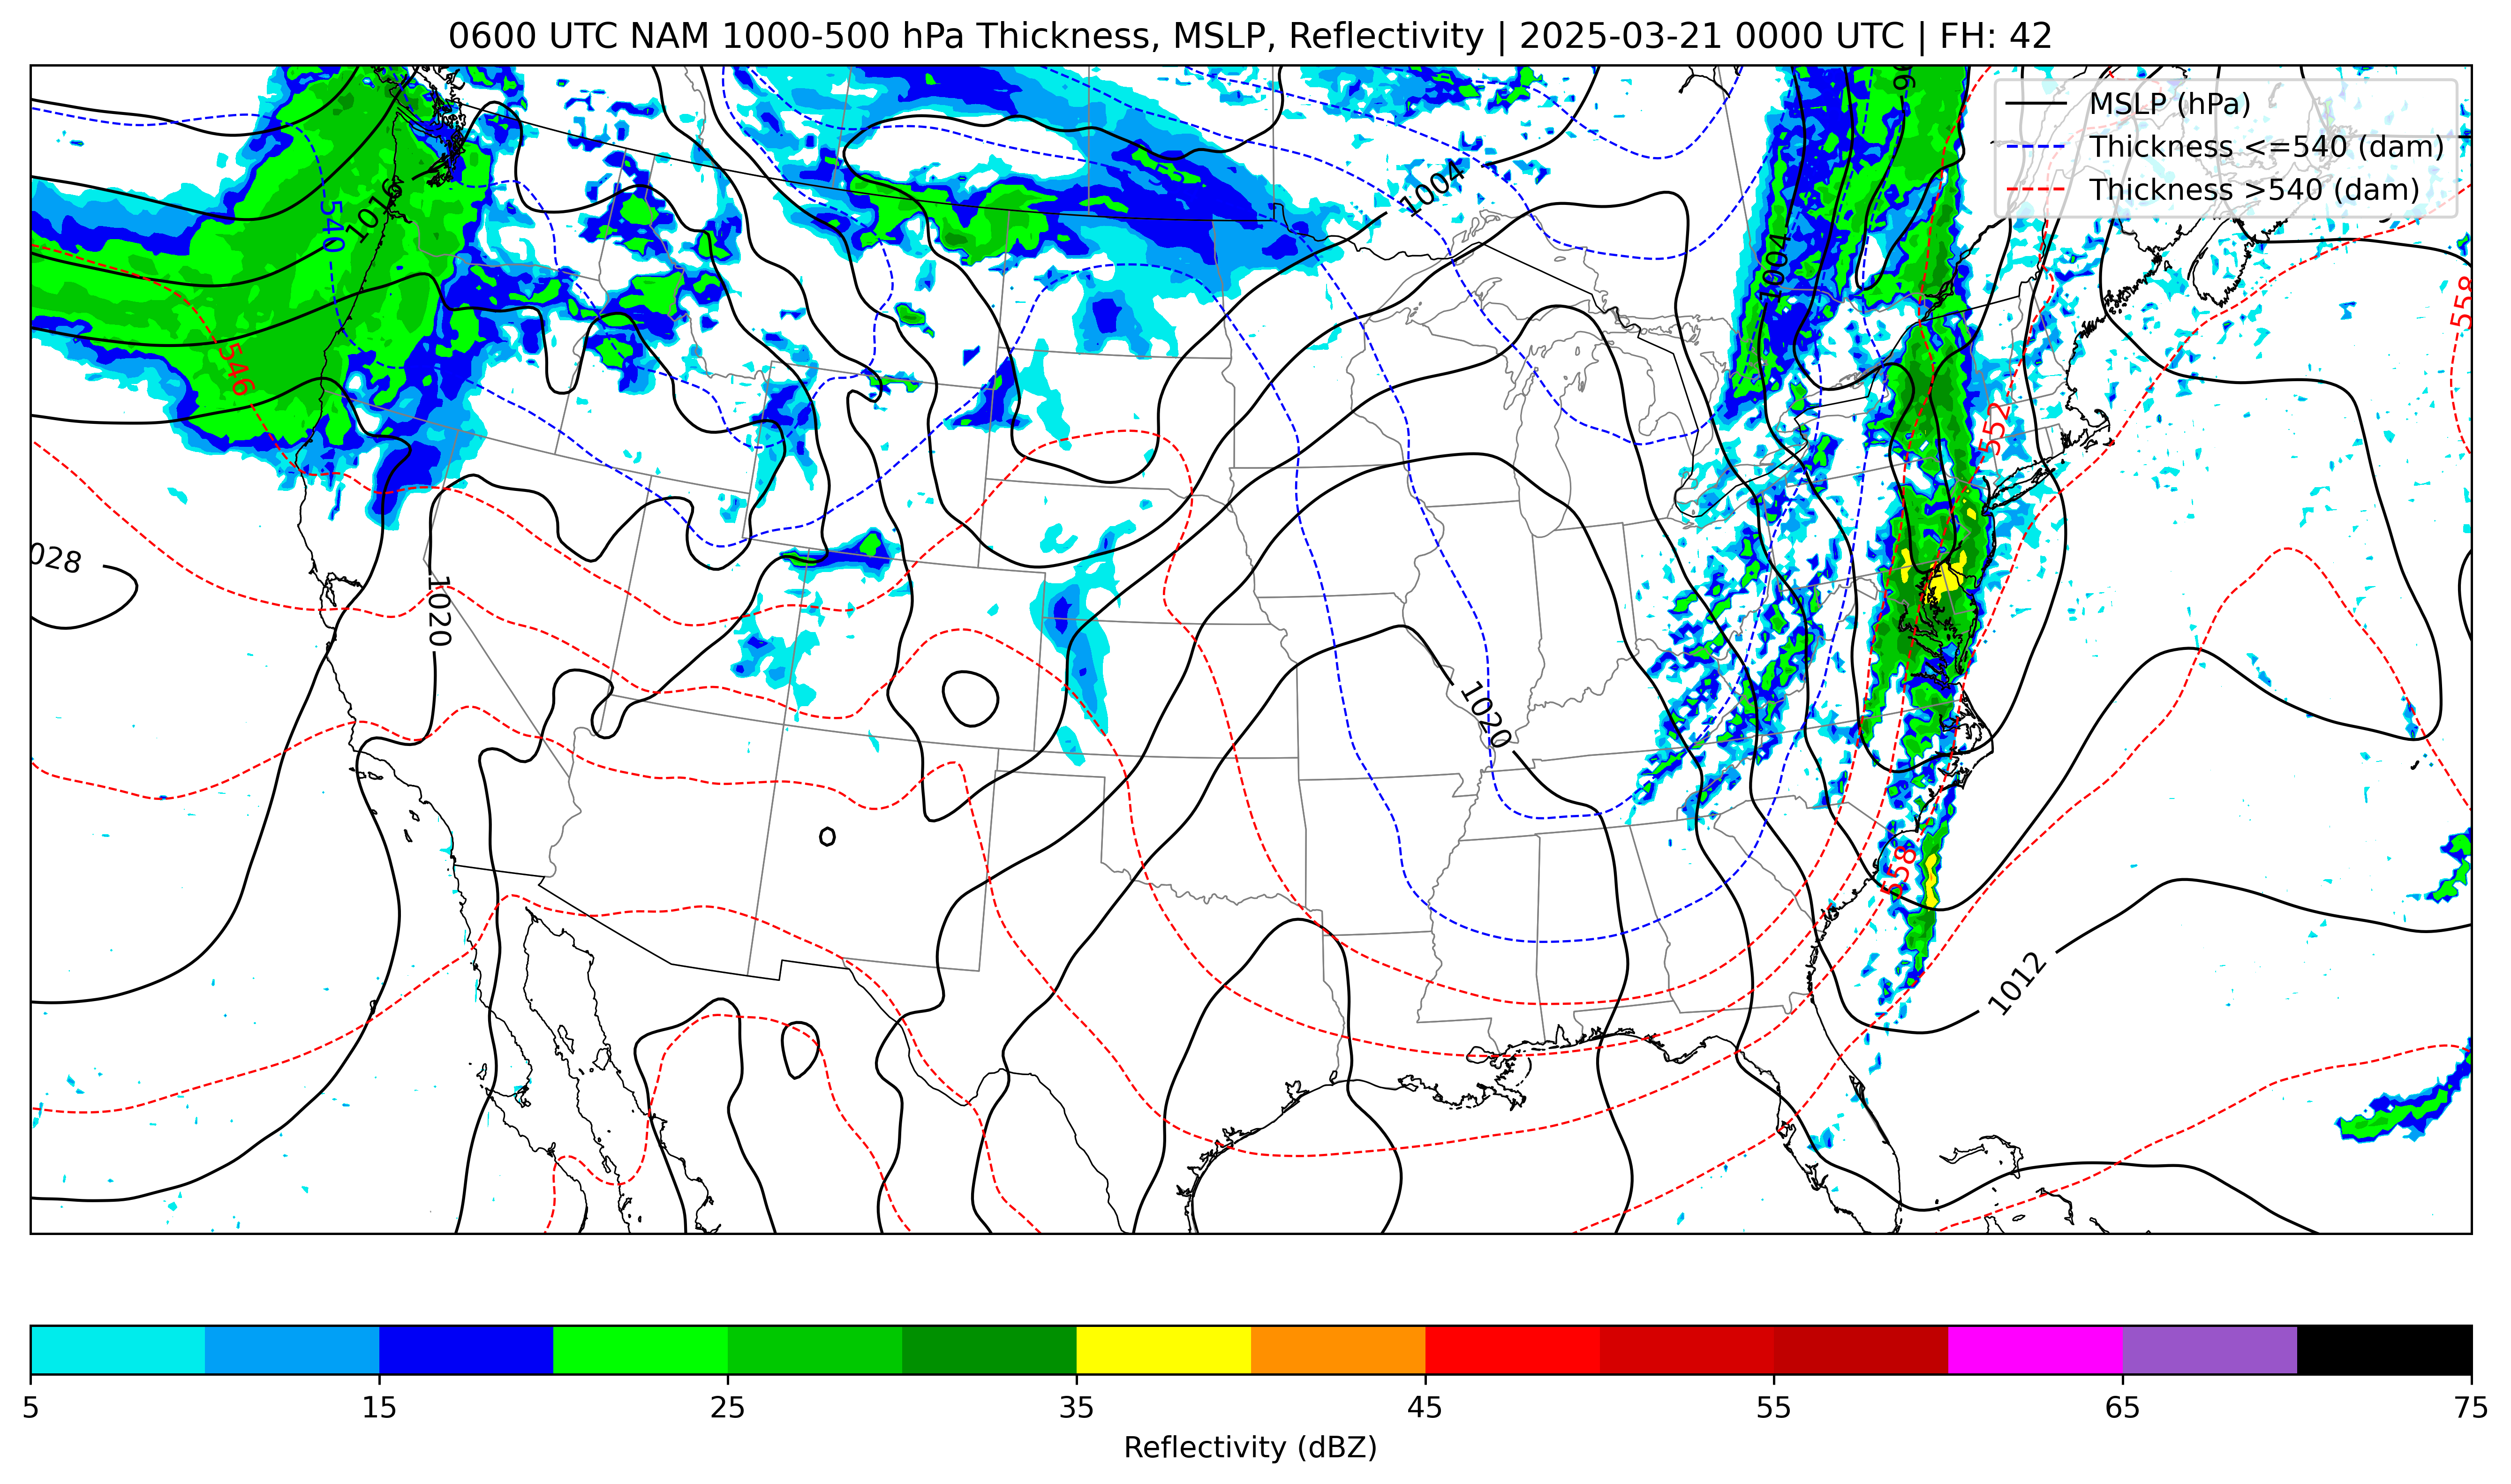 0600 UTC NAM 1000-500 hPa Thickness, MSLP, Reflectivity | 2025-03-21 0000 UTC | FH: 42
MSLP (hPa)
Thickness <=540 (dam)
Thickness >540 (dam)
1004
1016
540
1004
558
546
552
028
1020
1020
558
1012
5 15 25 35 45 55 65 75
Reflectivity (dBZ)